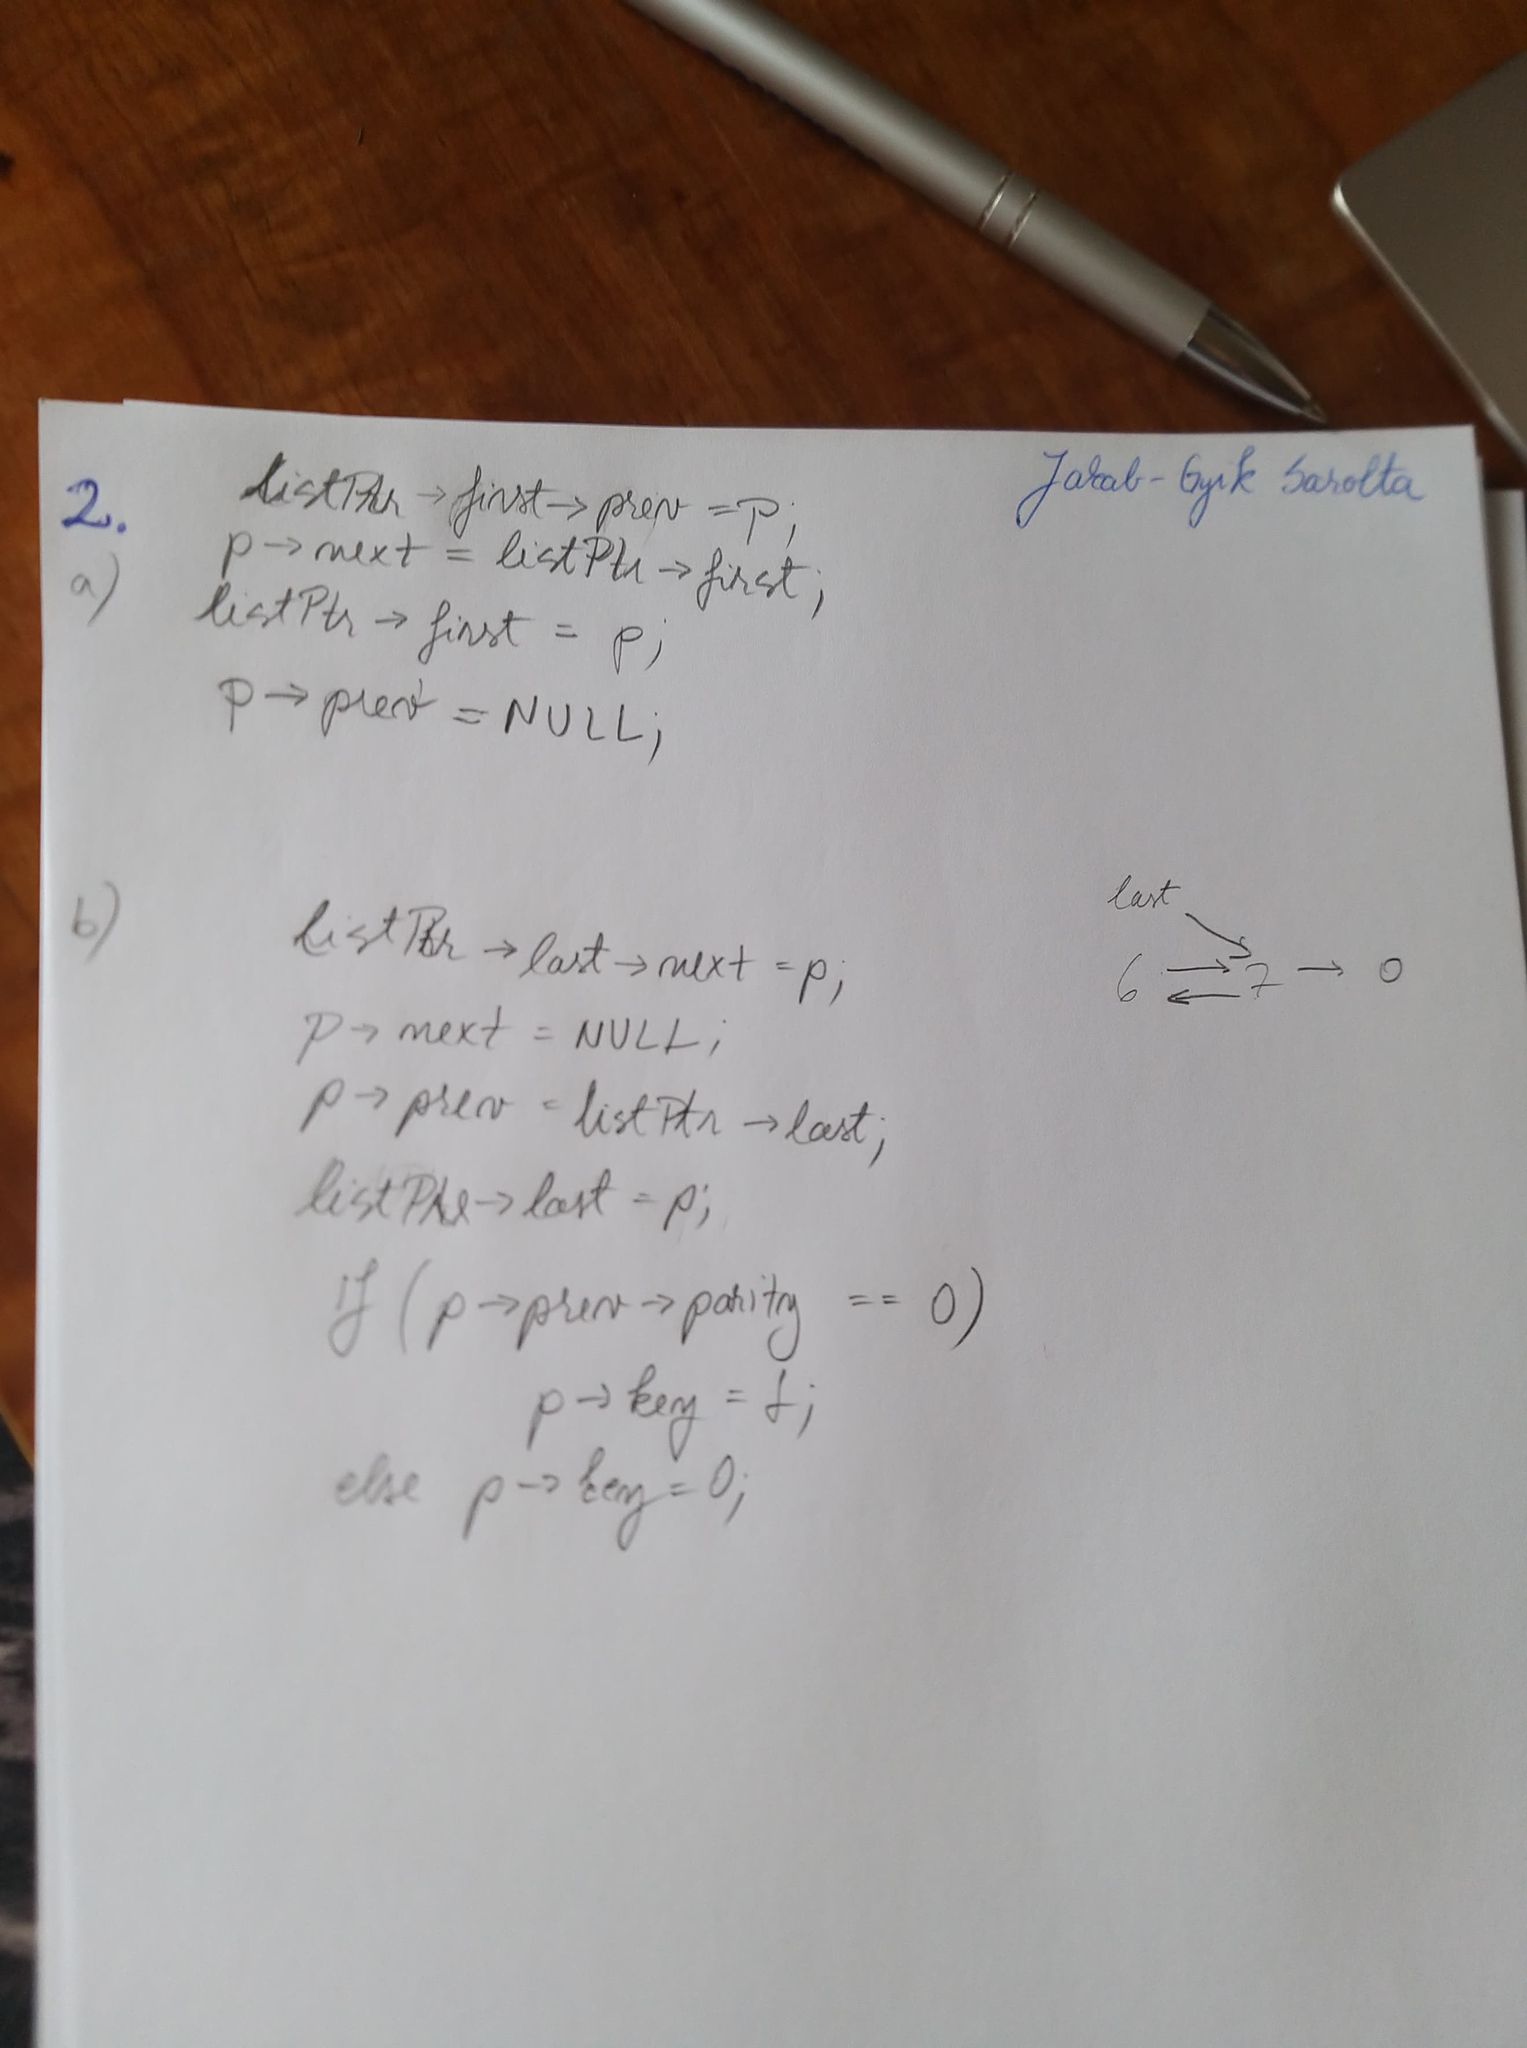 Jakab-Gyik Sarolta
2.
a)
listPtr → first → prev = p;
p → next = listPtr → first;
listPtr → first = p;
p → prev = NULL;
b)
listPtr → last → next = p;
p → next = NULL;
p → prev = listPtr → last;
listPtr → last = p;
if (p → prev → parity == 0)
p → key = 1;
else p → key = 0;
last
6 7 → 0